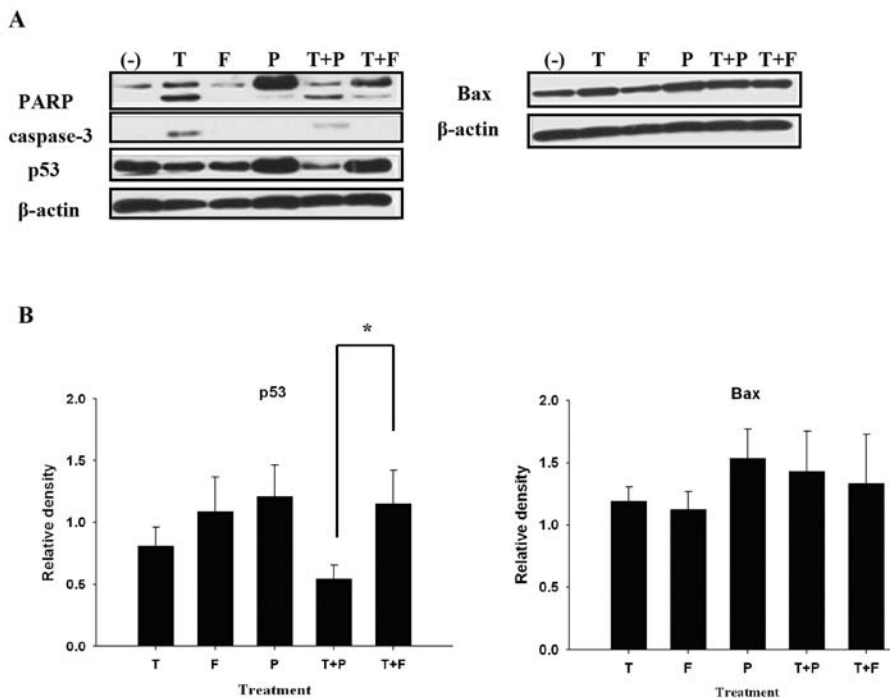 A
(-) T F P T+P T+F
PARP
caspase-3
p53
β-actin
(-) T F P T+P T+F
Bax
β-actin
B
*
p53
2.0
1.5
1.0
0.5
0.0
Relative density
T F P T+P T+F
Treatment
Bax
2.0
1.5
1.0
0.5
0.0
Relative density
T F P T+P T+F
Treatment